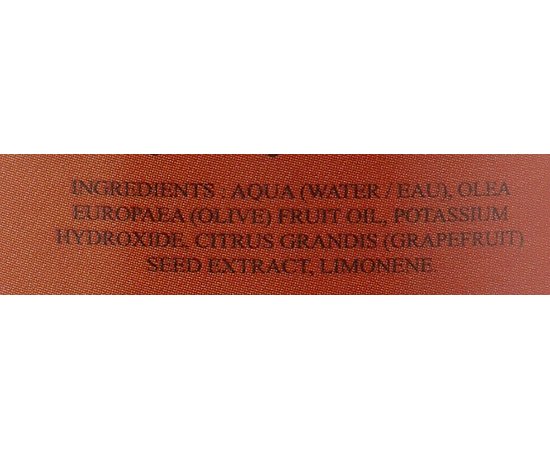 INGREDIENTS : AQUA (WATER / EAU), OLEA
EUROPAEA (OLIVE) FRUIT OIL, POTASSIUM
HYDROXIDE, CITRUS GRANDIS (GRAPEFRUIT)
SEED EXTRACT, LIMONENE.